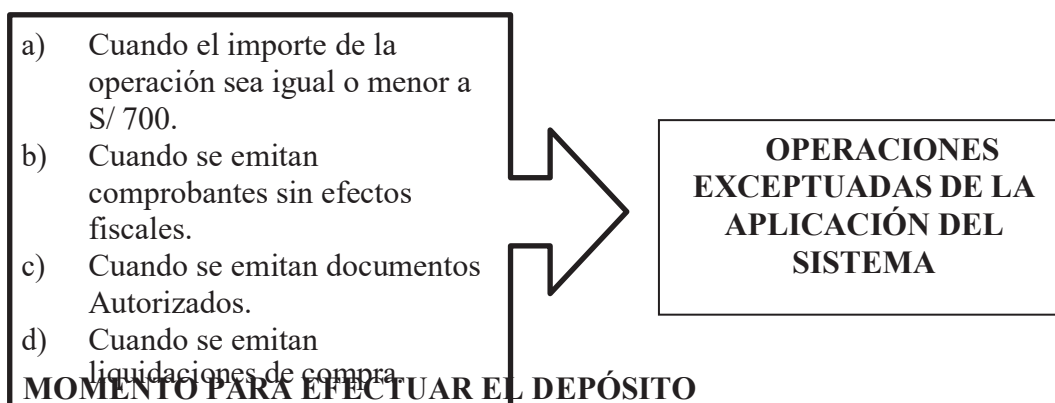 a) Cuando el importe de la
operación sea igual o menor a
S/ 700.
b) Cuando se emitan
comprobantes sin efectos
fiscales.
c) Cuando se emitan documentos
Autorizados.
d) Cuando se emitan
liquidaciones de compra.
OPERACIONES
EXCEPTUADAS DE LA
APLICACIÓN DEL
SISTEMA
MOMENTO PARA EFECTUAR EL DEPÓSITO